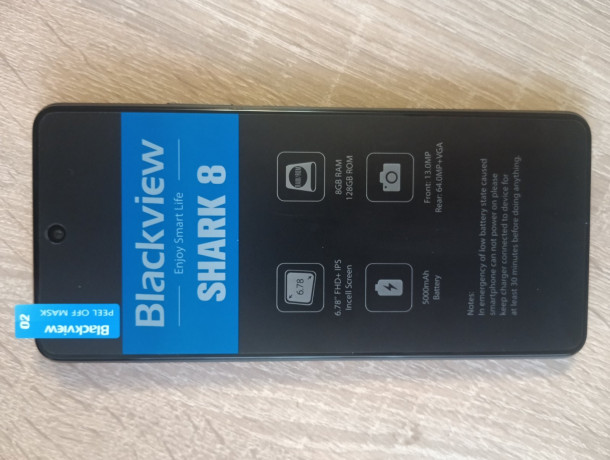 Blackview
Enjoy Smart Life
SHARK 8
6.78
6.78" FHD+ IPS
Incell Screen
8GB RAM
128GB ROM
5000mAh
Battery
Front: 13.0MP
Rear: 64.0MP+VGA
Notes:
In emergency of low battery state caused
smartphone can not power on please
keep charger connected to device for
at least 30 minutes before doing anything.
Blackview
PEEL OFF MASK
02